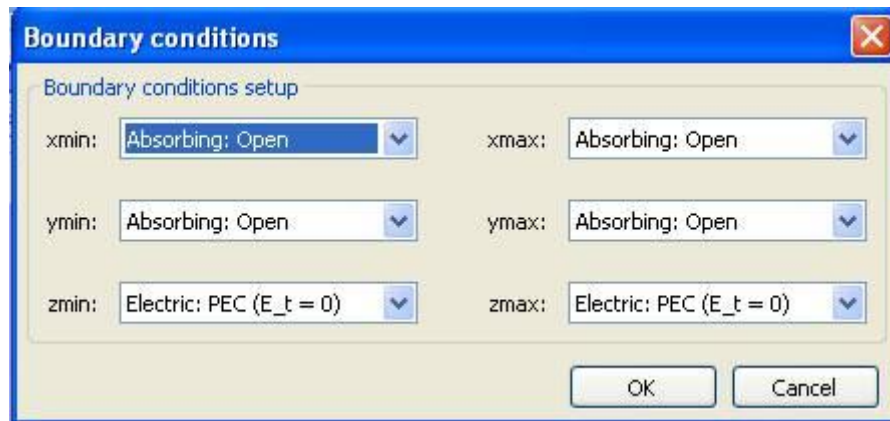 Boundary conditions
Boundary conditions setup
xmin: Absorbing: Open xmax: Absorbing: Open
ymin: Absorbing: Open ymax: Absorbing: Open
zmin: Electric: PEC (E_t = 0) zmax: Electric: PEC (E_t = 0)
OK Cancel